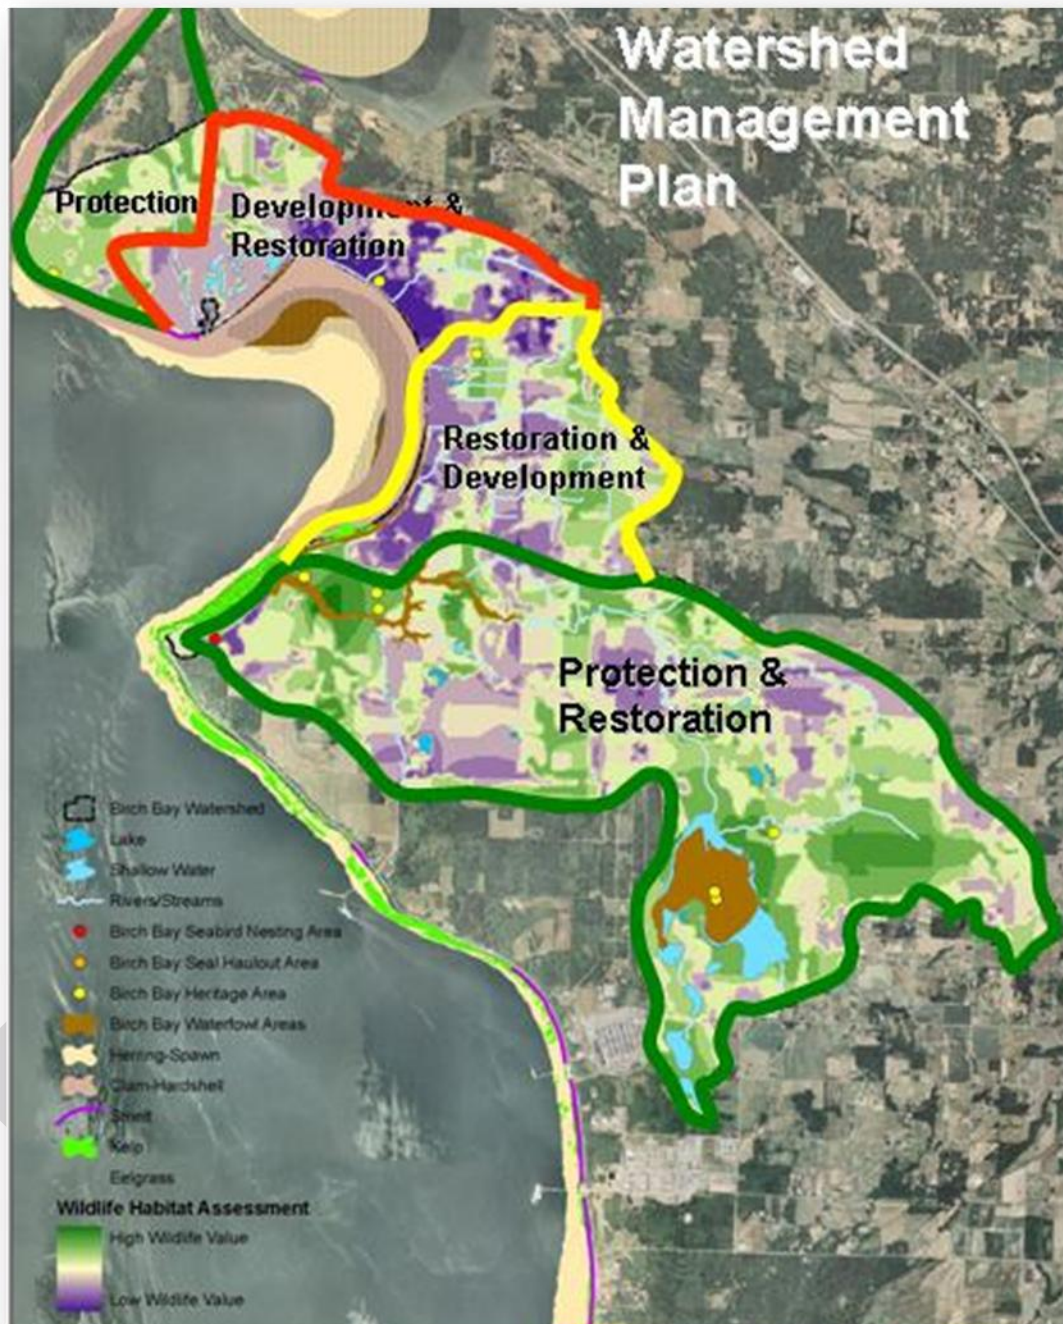 Watershed
Management
Plan
Protection
Development &
Restoration
Restoration &
Development
Protection &
Restoration
Birch Bay Watershed
Lake
Shallow Water
Rivers/Streams
Birch Bay Seabird Nesting Area
Birch Bay Seal Haulout Area
Birch Bay Heritage Area
Birch Bay Waterfowl Areas
Herring-Spawn
Clam-Hardshell
Smelt
Kelp
Eelgrass
Wildlife Habitat Assessment
High Wildlife Value
Low Wildlife Value